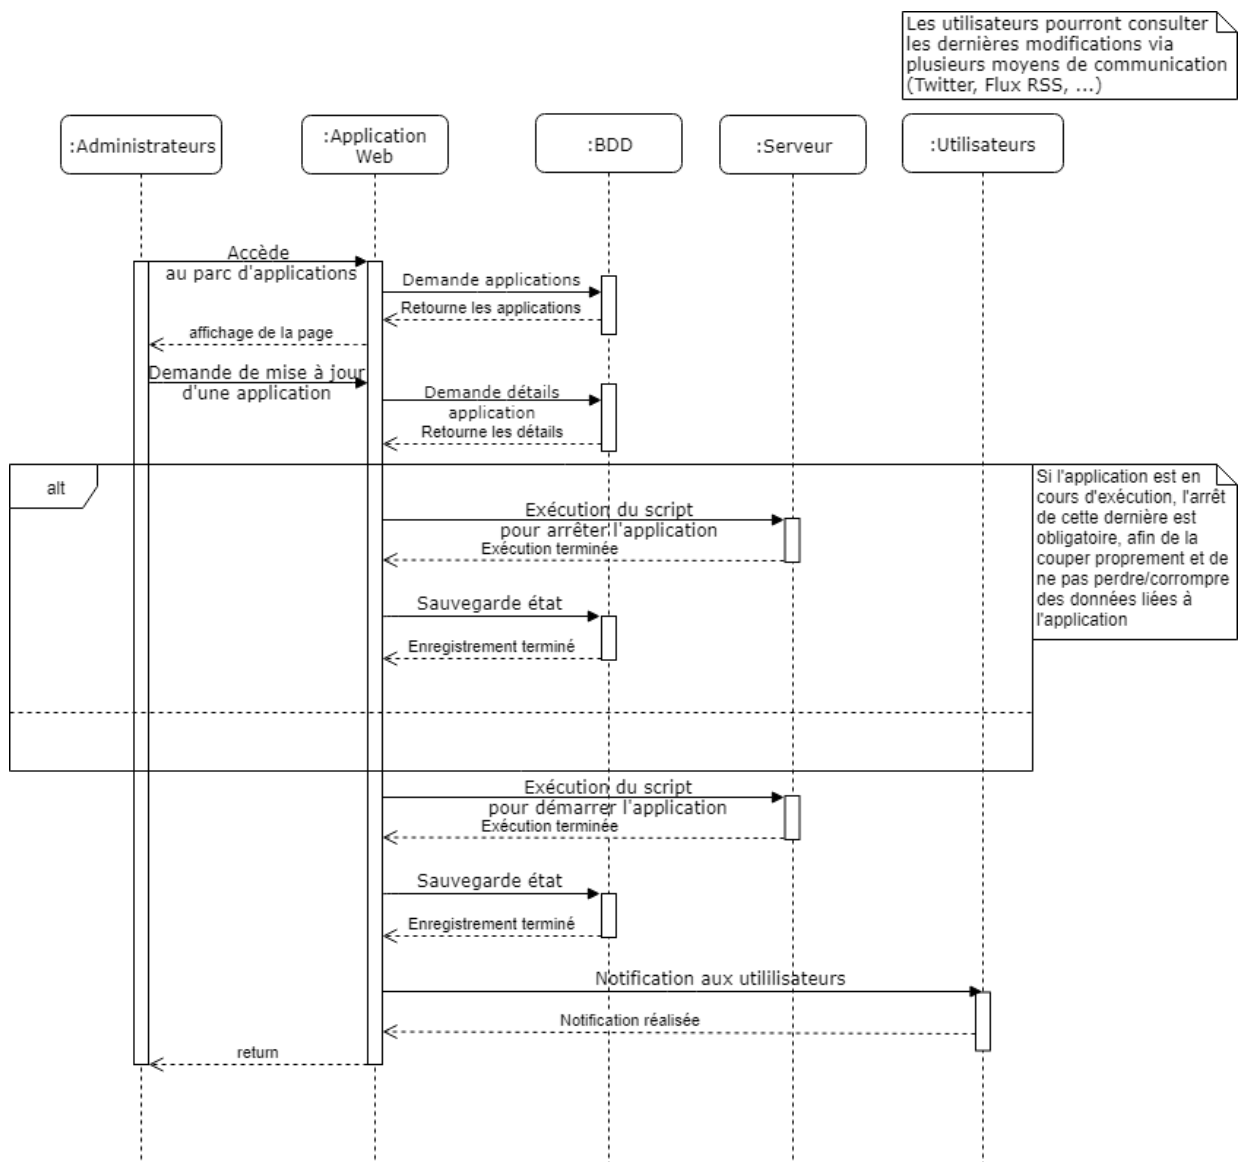 Les utilisateurs pourront consulter
les dernières modifications via
plusieurs moyens de communication
(Twitter, Flux RSS, ...)
:Administrateurs
:Application
Web
:BDD
:Serveur
:Utilisateurs
Accède
au parc d'applications
Demande applications
Retourne les applications
affichage de la page
Demande de mise à jour
d'une application
Demande détails
application
Retourne les détails
alt
Si l'application est en
cours d'exécution, l'arrêt
de cette dernière est
obligatoire, afin de la
couper proprement et de
ne pas perdre/corrompre
des données liées à
l'application
Exécution du script
pour arrêter l'application
Exécution terminée
Sauvegarde état
Enregistrement terminé
Exécution du script
pour démarrer l'application
Exécution terminée
Sauvegarde état
Enregistrement terminé
Notification aux utililisateurs
Notification réalisée
return